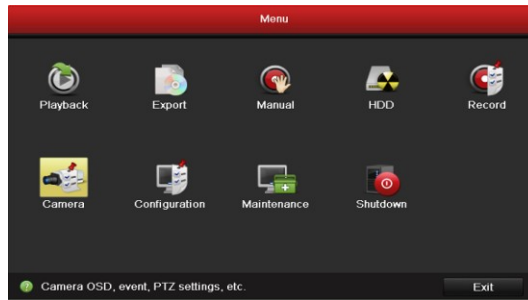 Menu
Playback Export Manual HDD Record
Camera Configuration Maintenance Shutdown
Camera OSD, event, PTZ settings, etc. Exit